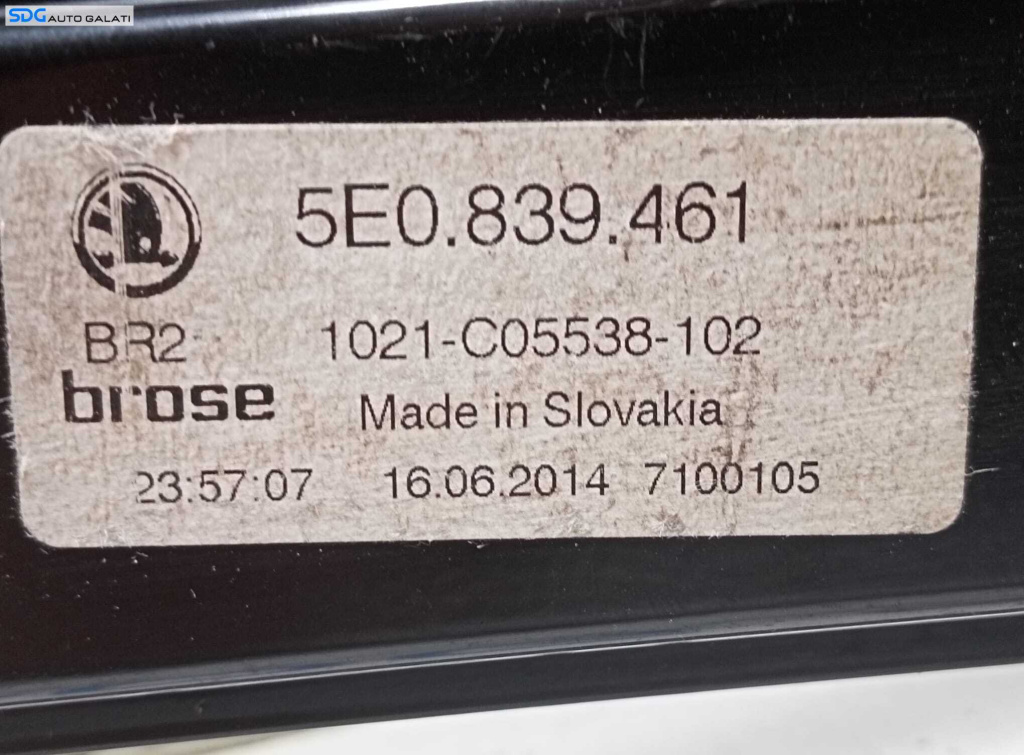 SDG AUTO GALATI
5E0.839.461
BR2 1021-C05538-102
brose Made in Slovakia
23:57:07 16.06.2014 7100105